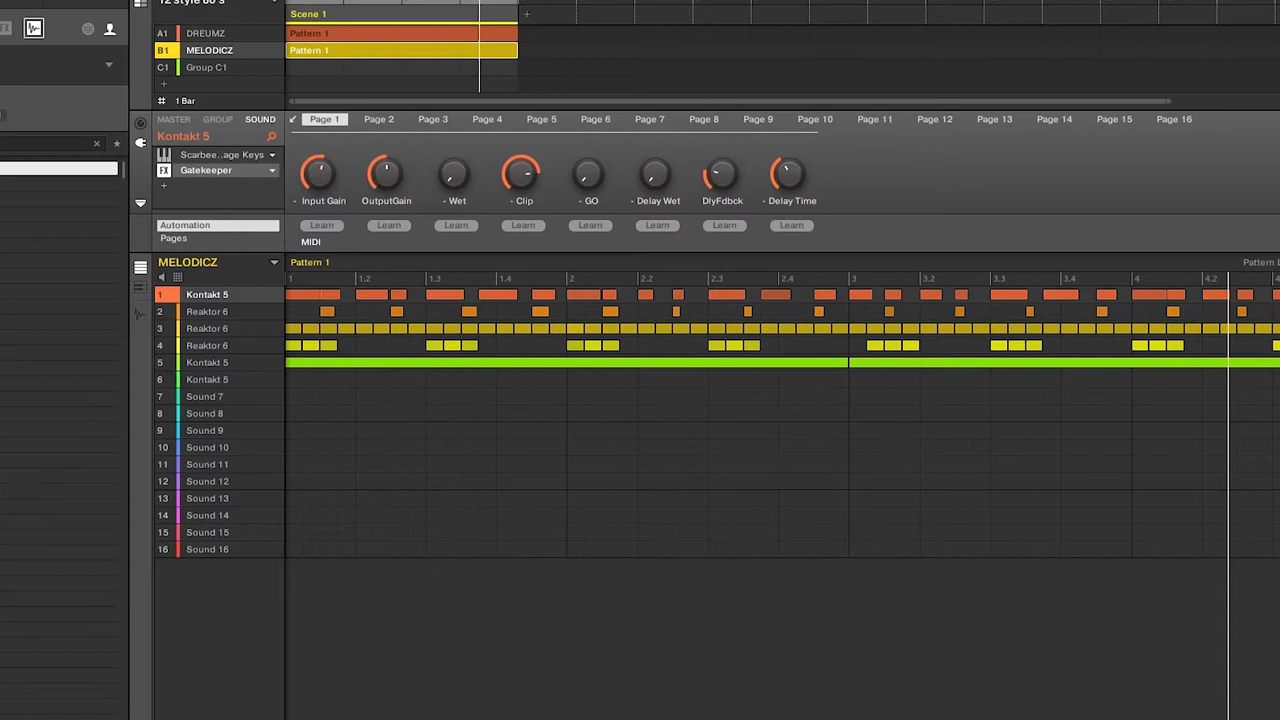 12 style 80's
Scene 1 +
A1 DREUMZ Pattern 1
B1 MELODICZ Pattern 1
C1 Group C1
+
1 Bar
MASTER GROUP SOUND Page 1 Page 2 Page 3 Page 4 Page 5 Page 6 Page 7 Page 8 Page 9 Page 10 Page 11 Page 12 Page 13 Page 14 Page 15 Page 16
Kontakt 5
Scarbee..age Keys
FX Gatekeeper
+
- Input Gain OutputGain - Wet - Clip - GO - Delay Wet DlyFdbck - Delay Time
Automation Learn Learn Learn Learn Learn Learn Learn Learn
Pages MIDI
MELODICZ Pattern 1
1 1.2 1.3 1.4 2 2.2 2.3 2.4 3 3.2 3.3 3.4 4 4.2
1 Kontakt 5
2 Reaktor 6
3 Reaktor 6
4 Reaktor 6
5 Kontakt 5
6 Kontakt 5
7 Sound 7
8 Sound 8
9 Sound 9
10 Sound 10
11 Sound 11
12 Sound 12
13 Sound 13
14 Sound 14
15 Sound 15
16 Sound 16